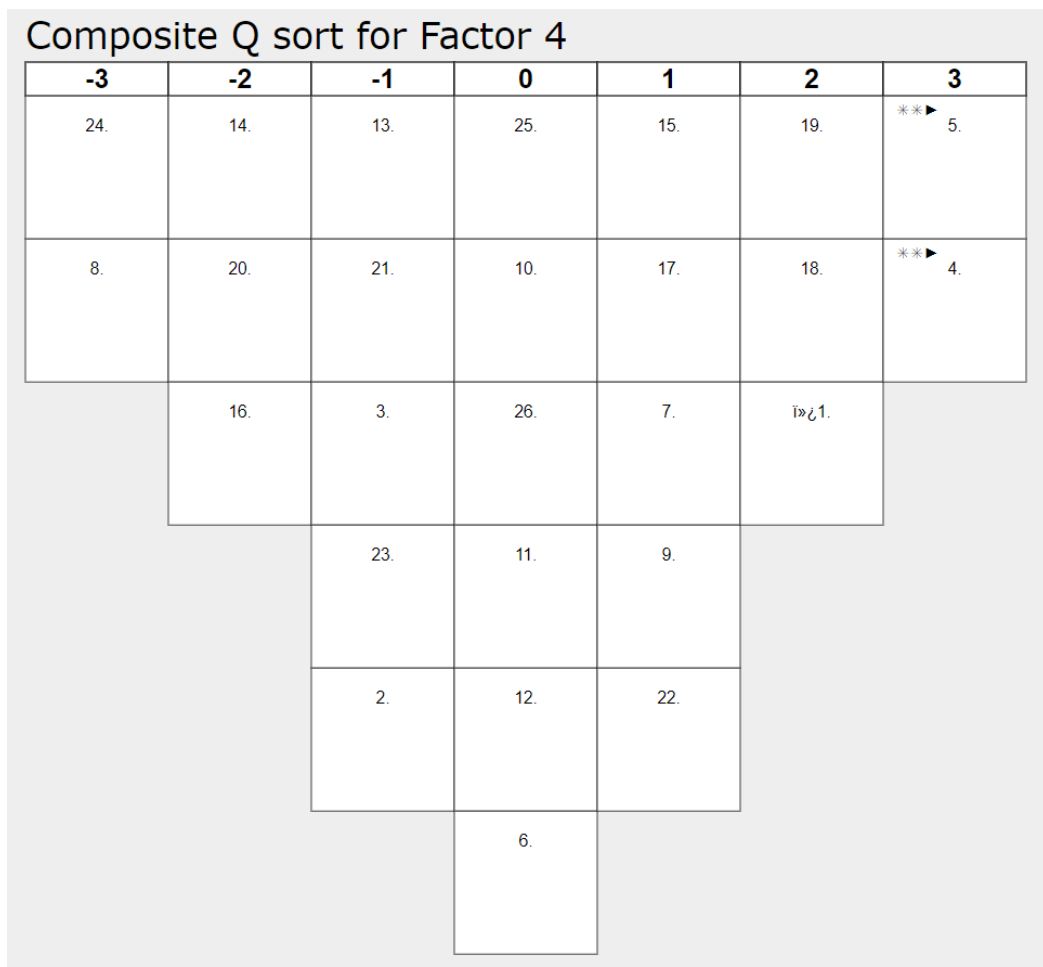 Composite Q sort for Factor 4
-3 -2 -1 0 1 2 3
✳✳►
24. 14. 13. 25. 15. 19. 5.
✳✳►
8. 20. 21. 10. 17. 18. 4.
16. 3. 26. 7. ï»¿1.
23. 11. 9.
2. 12. 22.
6.